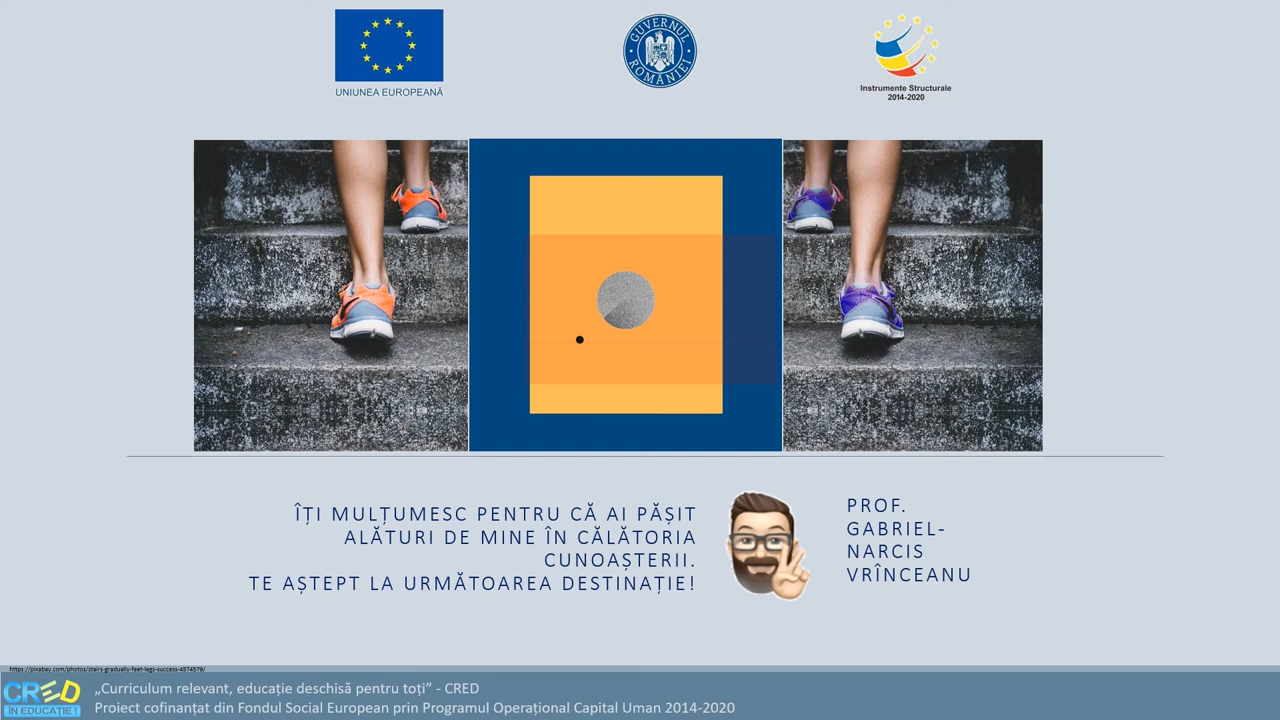 UNIUNEA EUROPEANĂ
GUVERNUL ROMÂNIEI
Instrumente Structurale
2014-2020
ÎȚI MULȚUMESC PENTRU CĂ AI PĂȘIT
ALĂTURI DE MINE ÎN CĂLĂTORIA
CUNOAȘTERII.
TE AȘTEPT LA URMĂTOAREA DESTINAȚIE!
PROF.
GABRIEL-
NARCIS
VRÎNCEANU
https://pixabay.com/photos/stairs-gradually-feet-legs-success-4574579/
CRED
ÎN EDUCAȚIE !
„Curriculum relevant, educație deschisă pentru toți” - CRED
Proiect cofinanțat din Fondul Social European prin Programul Operațional Capital Uman 2014-2020